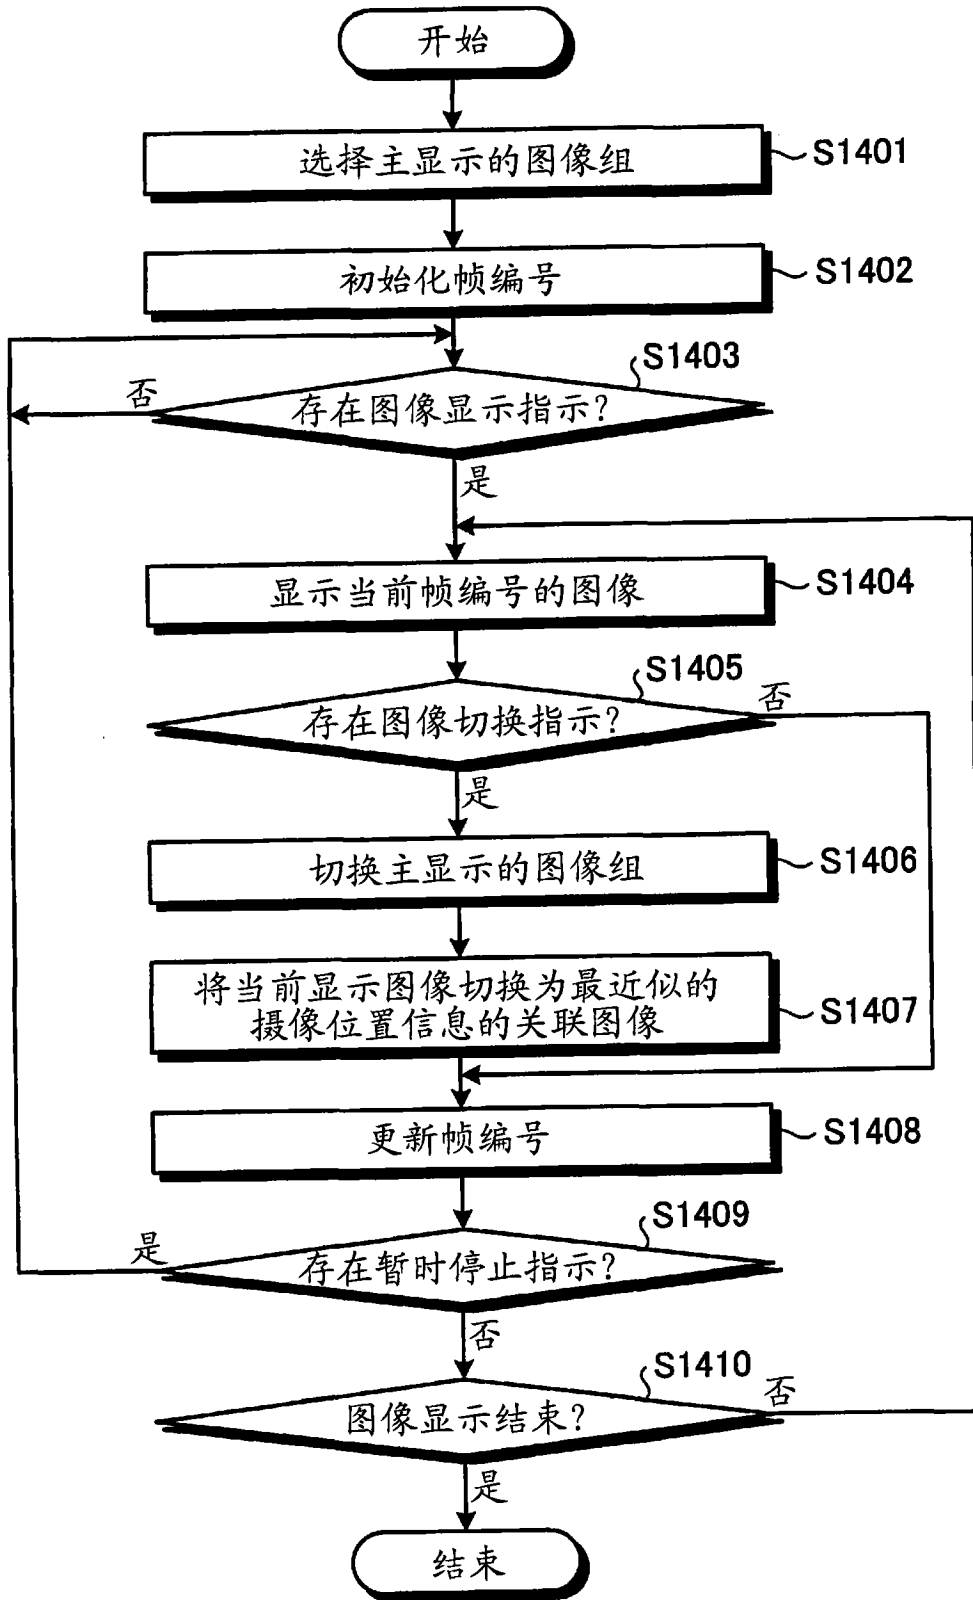 开始
选择主显示的图像组
S1401
初始化帧编号
S1402
S1403
否
存在图像显示指示?
是
显示当前帧编号的图像
S1404
S1405
否
存在图像切换指示?
是
切换主显示的图像组
S1406
将当前显示图像切换为最近似的
摄像位置信息的关联图像
S1407
更新帧编号
S1408
S1409
是
存在暂时停止指示?
否
S1410
否
图像显示结束?
是
结束